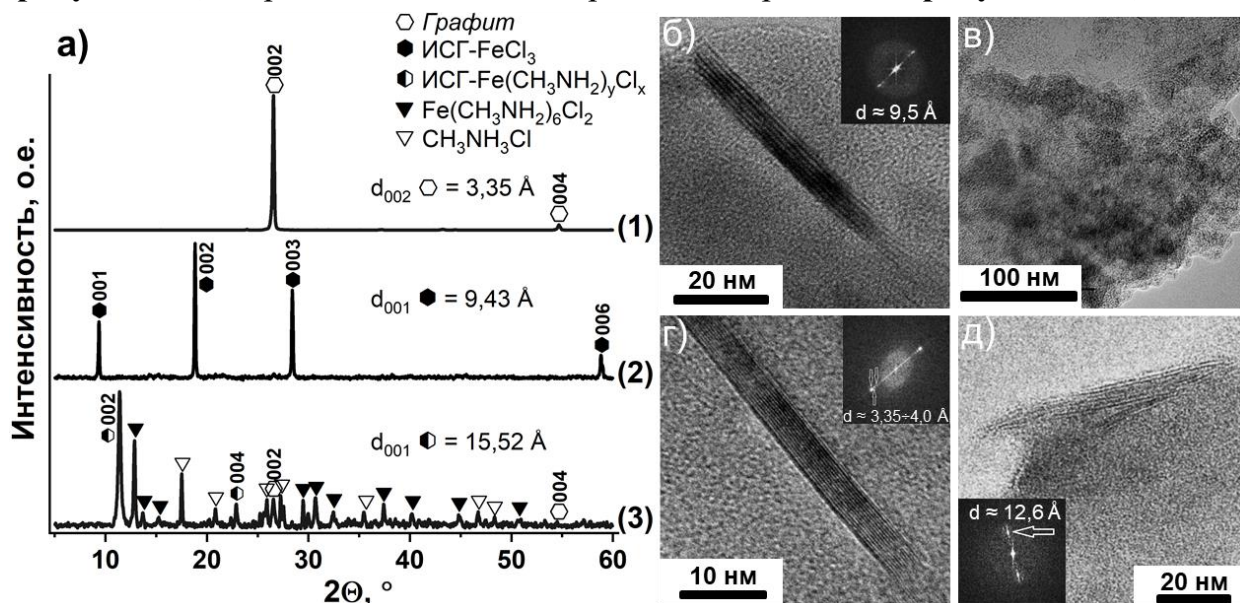 а)
Графит
ИСГ-FeCl3
ИСГ-Fe(CH3NH2)yClx
Fe(CH3NH2)6Cl2
CH3NH3Cl
002
d002 = 3,35 Å
004
(1)
001
002
003
d001 = 9,43 Å
006
(2)
002
d001 = 15,52 Å
004
002
004
(3)
10 20 30 40 50 60
2Θ, °
Интенсивность, о.е.
б)
d ≈ 9,5 Å
20 нм
в)
100 нм
г)
d ≈ 3,35÷4,0 Å
10 нм
д)
d ≈ 12,6 Å
20 нм